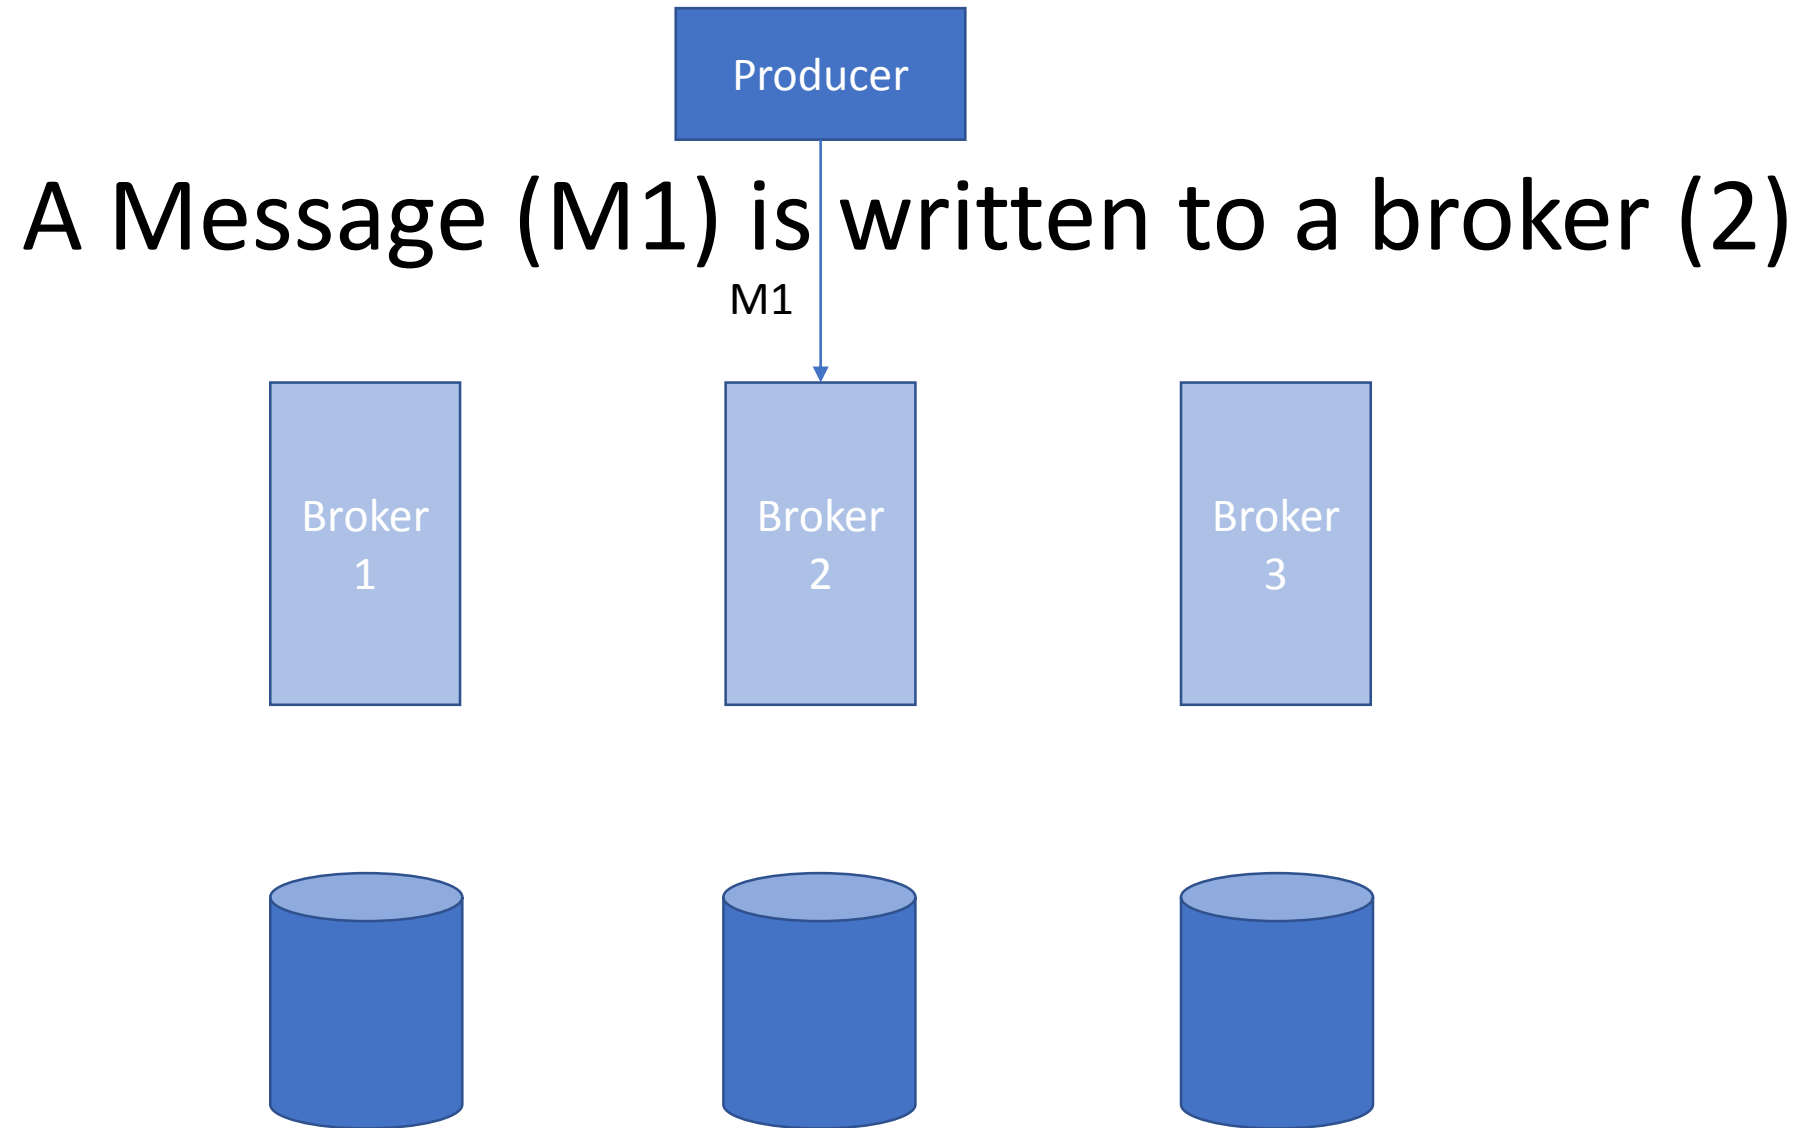 Producer
A Message (M1) is written to a broker (2)
M1
Broker
1
Broker
2
Broker
3